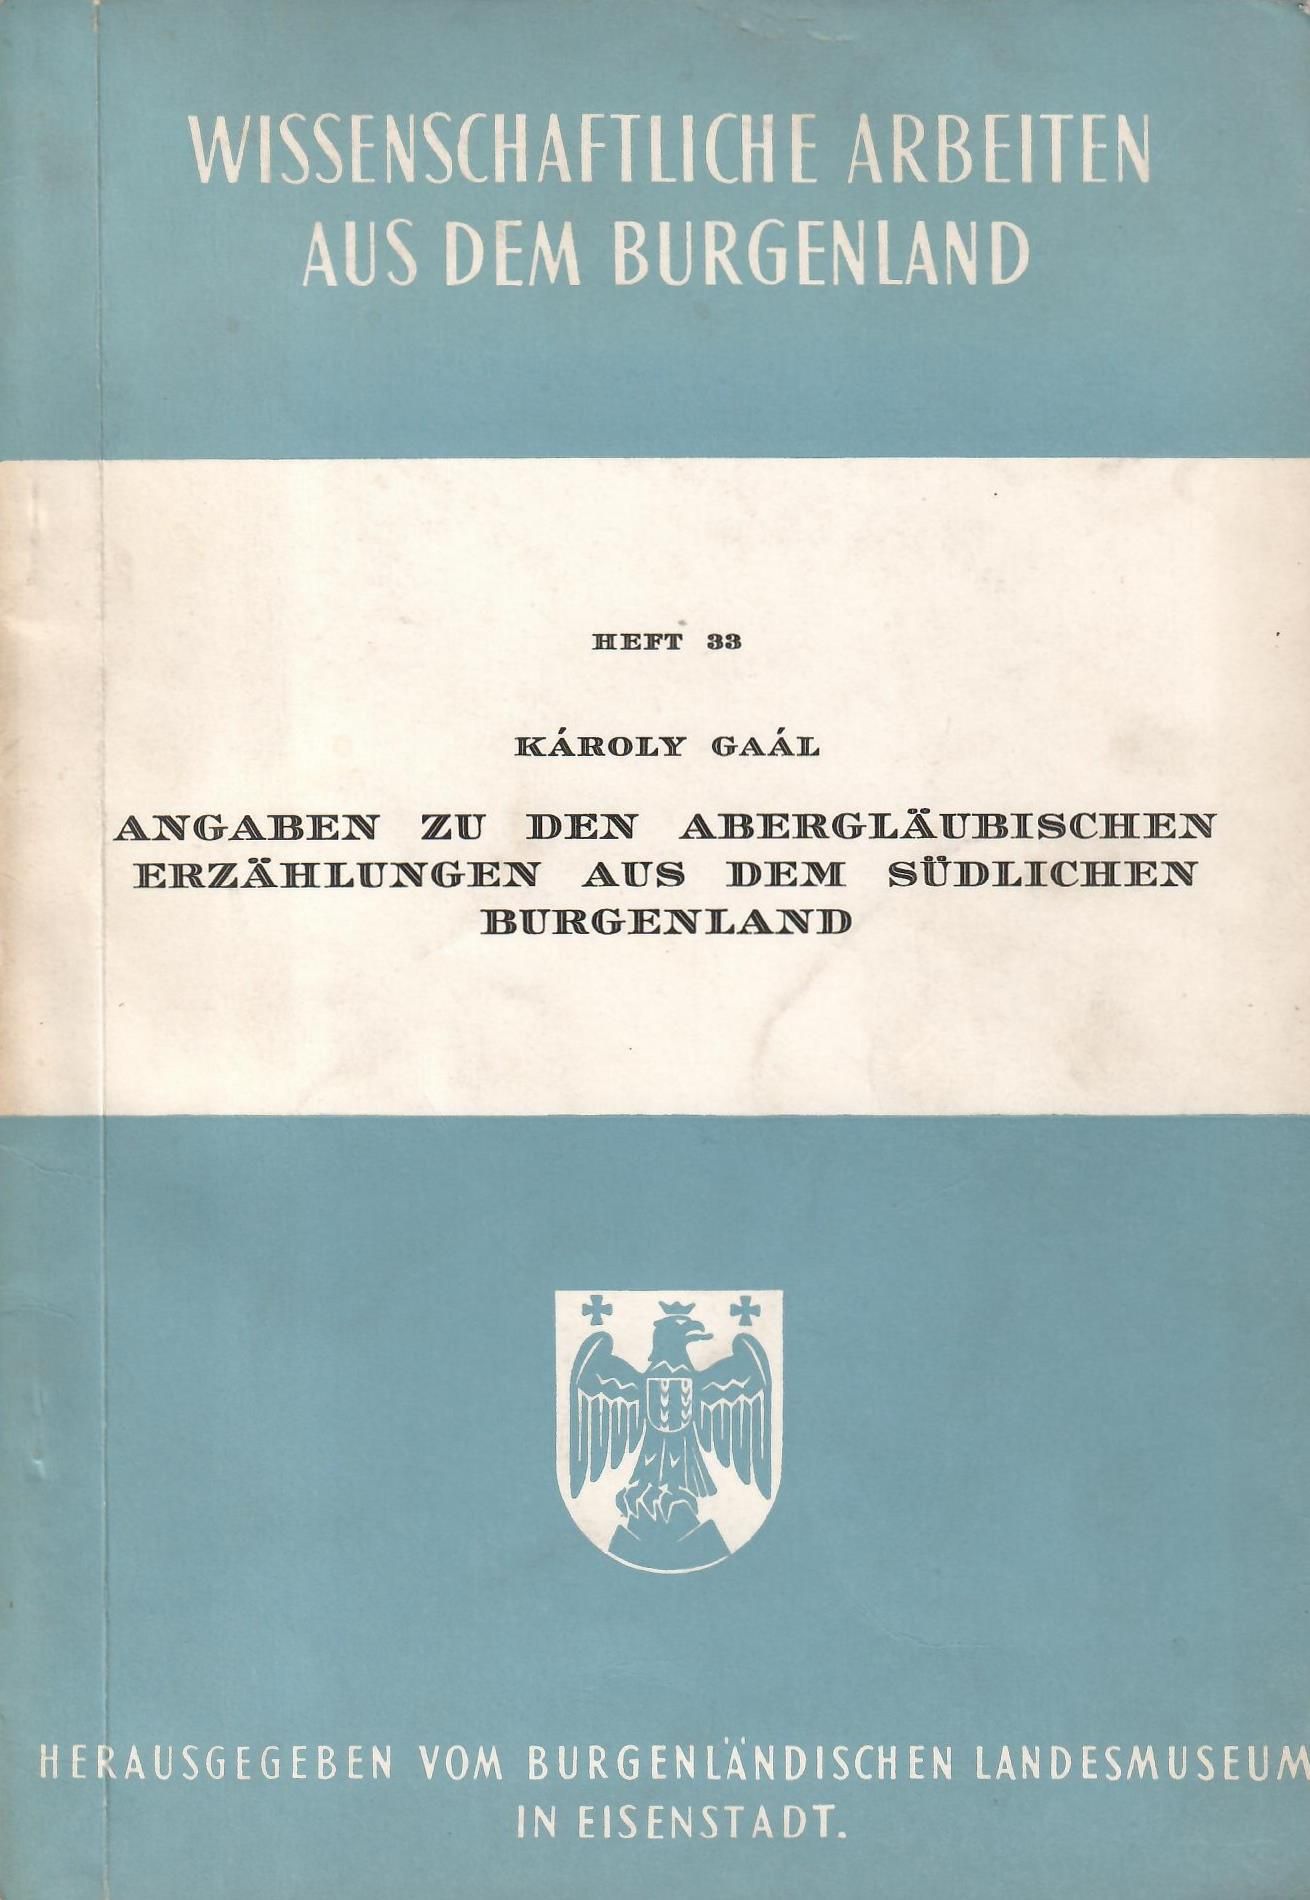 WISSENSCHAFTLICHE ARBEITEN
AUS DEM BURGENLAND
HEFT 33
KÁROLY GAÁL
ANGABEN ZU DEN ABERGLÄUBISCHEN
ERZÄHLUNGEN AUS DEM SÜDLICHEN
BURGENLAND
HERAUSGEGEBEN VOM BURGENLÄNDISCHEN LANDESMUSEUM
IN EISENSTADT.